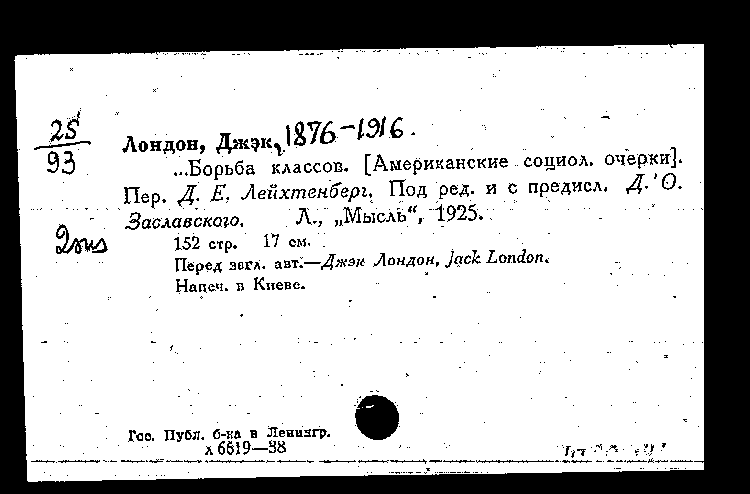 25
93
Лондон, Джэк, 1876-1916.
...Борьба классов. [Американские социол. очерки].
Пер. Д. Е. Лейхтенберг. Под ред. и с предисл. Д. О.
Заславского. Л., „Мысль“, 1925.
2 экз
152 стр. 17 см.
Перед загл. авт.—Джэк Лондон, Jack London.
Напеч. в Киеве.
Гос. Публ. б-ка в Ленингр.
л 6619—38